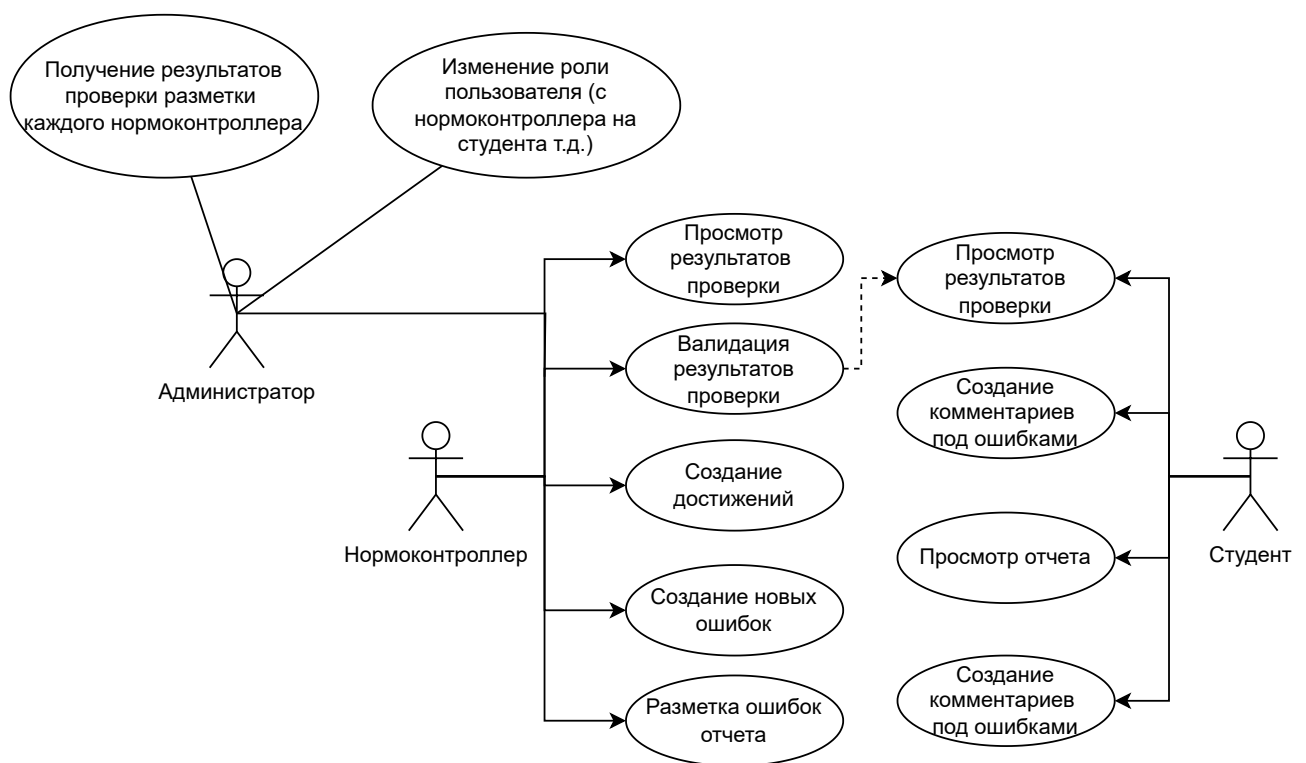 Получение результатов
проверки разметки
каждого нормоконтроллера
Изменение роли
пользователя (с
нормоконтроллера на
студента т.д.)
Администратор
Просмотр
результатов
проверки
Валидация
результатов
проверки
Нормоконтроллер
Создание
достижений
Создание новых
ошибок
Разметка ошибок
отчета
Просмотр
результатов
проверки
Создание
комментариев
под ошибками
Просмотр отчета
Студент
Создание
комментариев
под ошибками